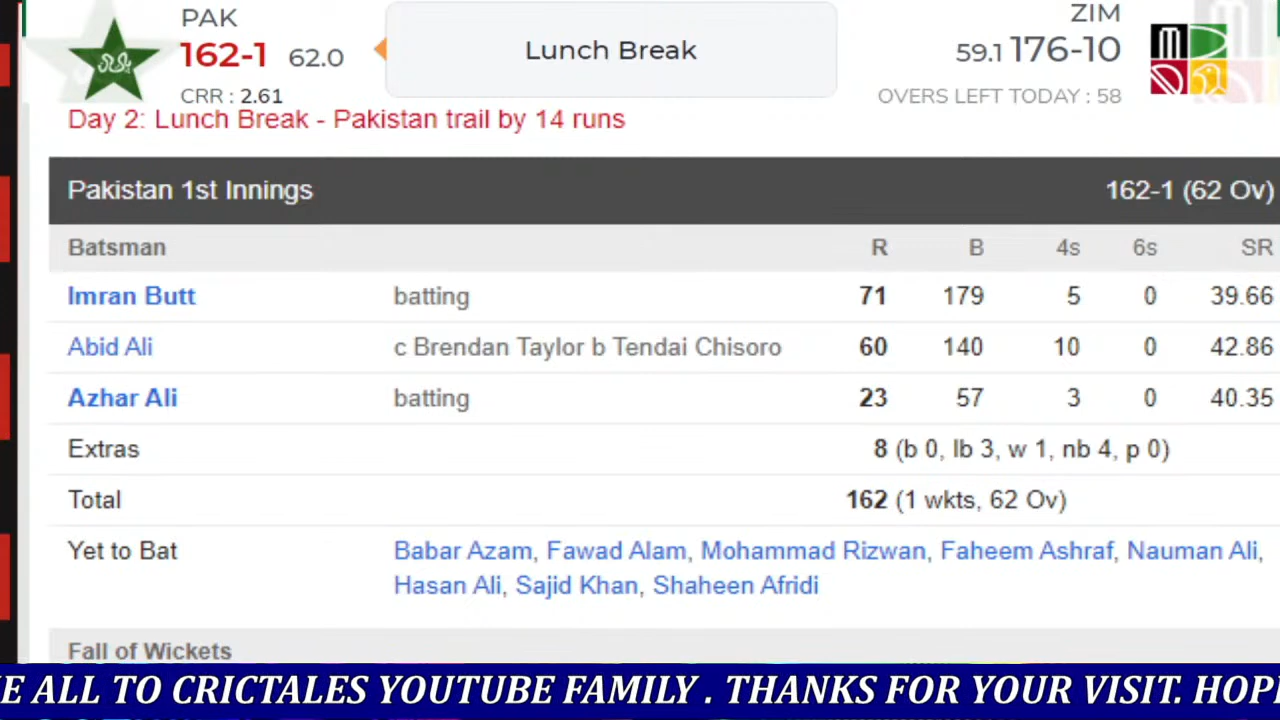 PAK
162-1 62.0
CRR : 2.61
Lunch Break
ZIM
59.1 176-10
OVERS LEFT TODAY : 58
Day 2: Lunch Break - Pakistan trail by 14 runs
Pakistan 1st Innings 162-1 (62 Ov)
Batsman R B 4s 6s SR
Imran Butt batting 71 179 5 0 39.66
Abid Ali c Brendan Taylor b Tendai Chisoro 60 140 10 0 42.86
Azhar Ali batting 23 57 3 0 40.35
Extras 8 (b 0, lb 3, w 1, nb 4, p 0)
Total 162 (1 wkts, 62 Ov)
Yet to Bat Babar Azam, Fawad Alam, Mohammad Rizwan, Faheem Ashraf, Nauman Ali,
Hasan Ali, Sajid Khan, Shaheen Afridi
Fall of Wickets
ALL TO CRICTALES YOUTUBE FAMILY . THANKS FOR YOUR VISIT.